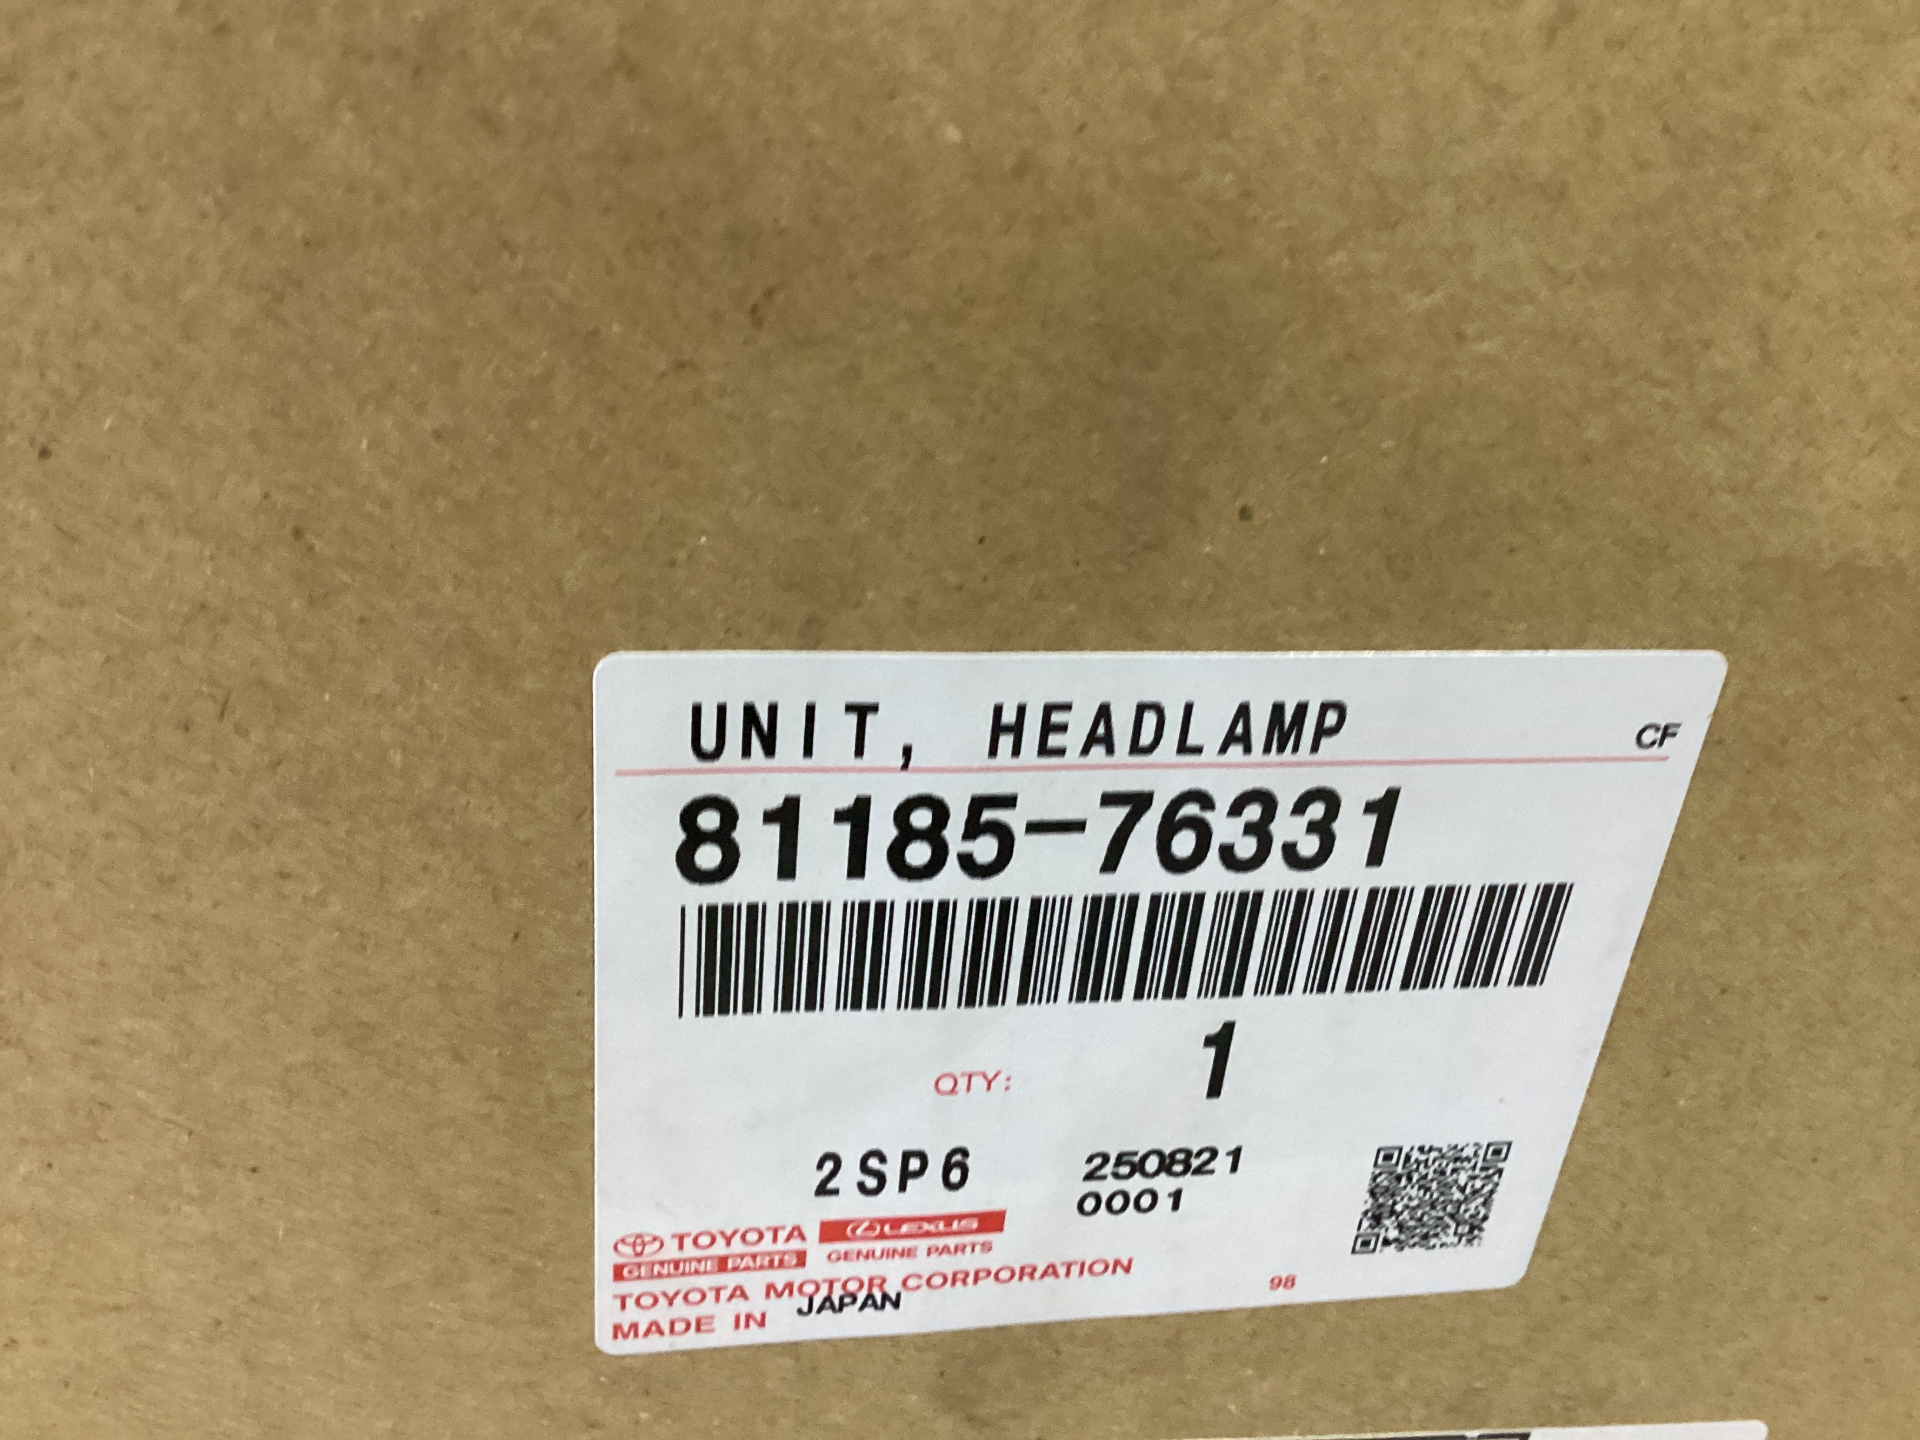 UNIT, HEADLAMP
CF
81185-76331
QTY: 1
2SP6
250821
0001
TOYOTA
GENUINE PARTS
LEXUS
GENUINE PARTS
TOYOTA MOTOR CORPORATION
MADE IN JAPAN
98